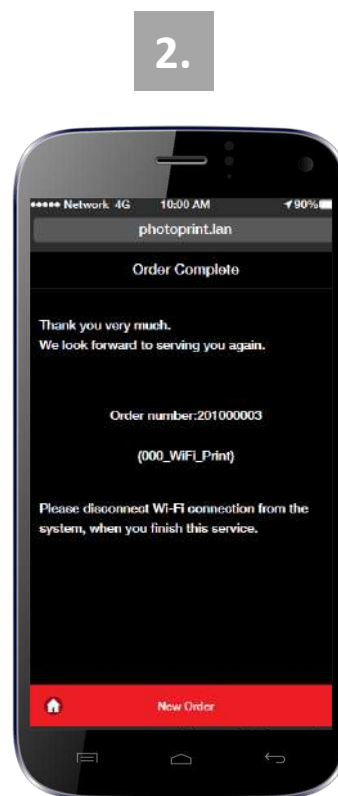 2.
Network 4G 10:00 AM 90%
photoprint.lan
Order Complete
Thank you very much.
We look forward to serving you again.
Order number:201000003
(000_WiFi_Print)
Please disconnect Wi-Fi connection from the
system, when you finish this service.
New Order